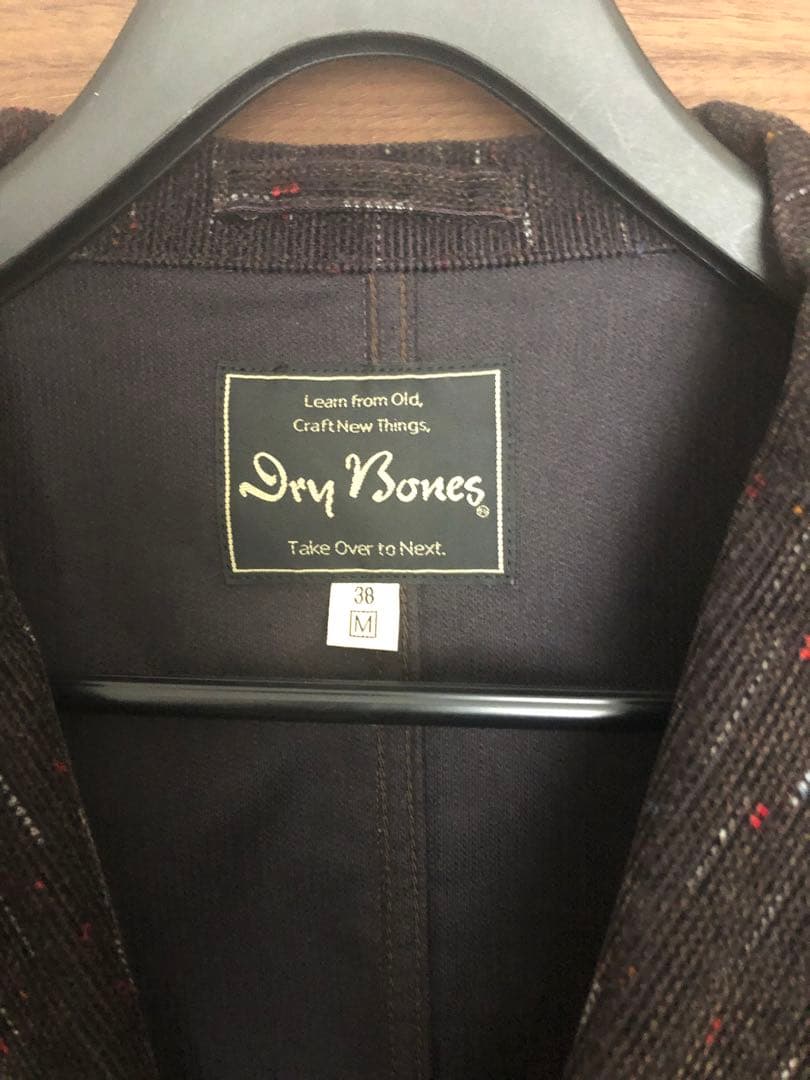 Learn from Old,
Craft New Things,
Dry Bones
Take Over to Next.
38
M